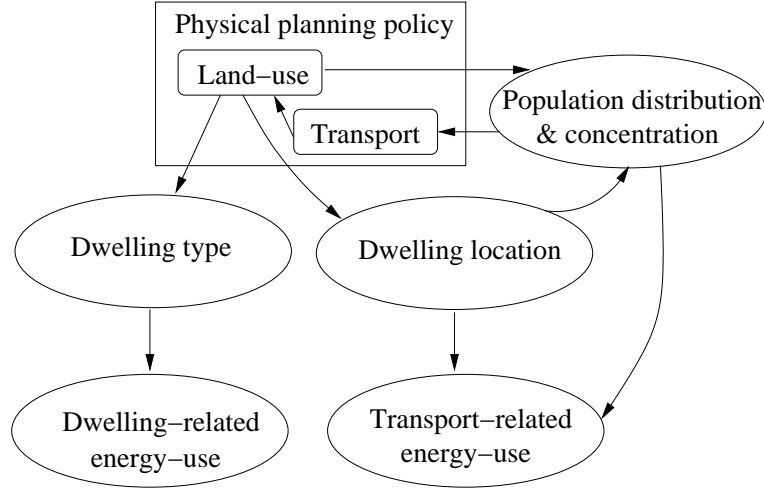 Physical planning policy
Land−use
Transport
Population distribution
& concentration
Dwelling type
Dwelling location
Dwelling−related
energy−use
Transport−related
energy−use